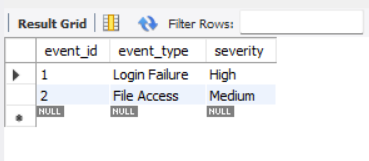 Result Grid Filter Rows:
event_id event_type severity
1 Login Failure High
2 File Access Medium
NULL NULL NULL